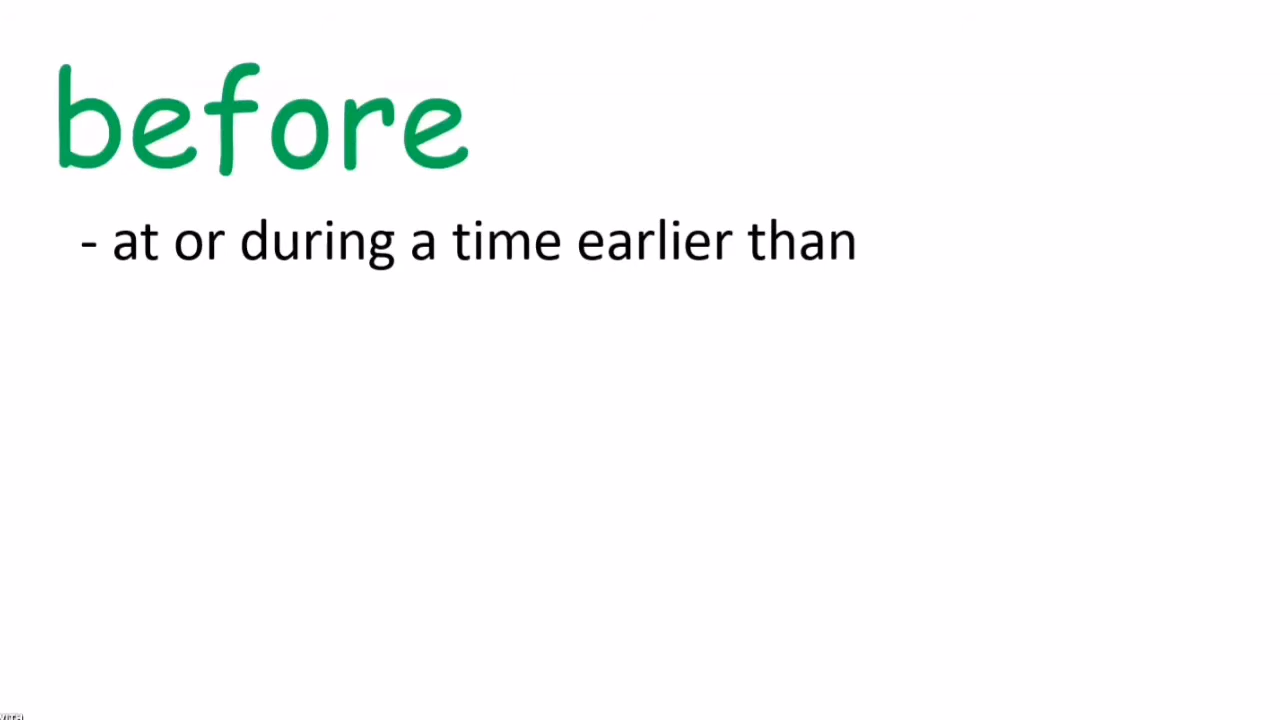 before
- at or during a time earlier than